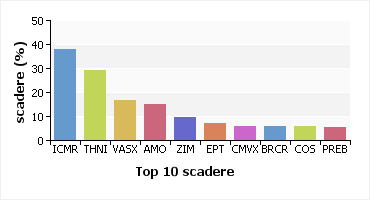 50
40
30
20
10
0
scadere (%)
ICMR THNI VASX AMO ZIM EPT CMVX BRCR COS PREB
Top 10 scadere